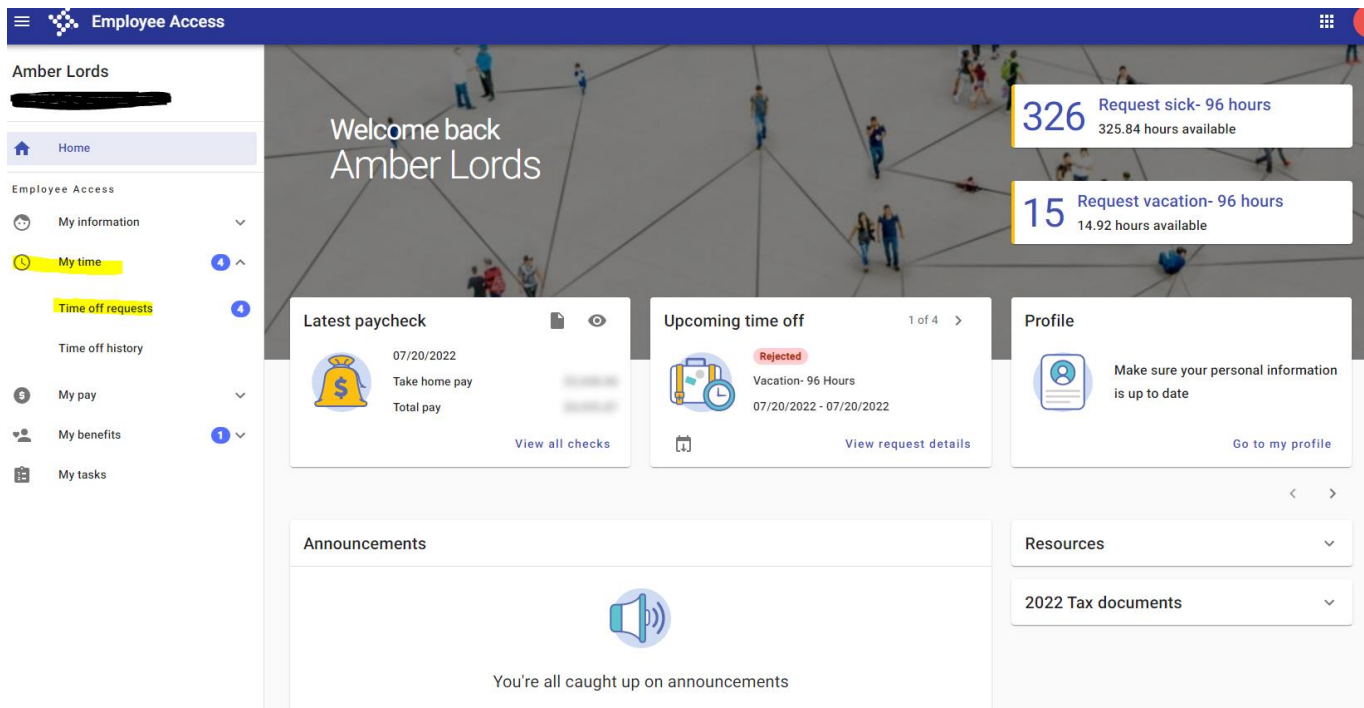 Employee Access
Amber Lords
Home
Employee Access
My information
My time 4
Time off requests 4
Time off history
My pay
My benefits 1
My tasks
Welcome back
Amber Lords
326 Request sick- 96 hours
325.84 hours available
15 Request vacation- 96 hours
14.92 hours available
Latest paycheck
07/20/2022
Take home pay
Total pay
View all checks
Upcoming time off 1 of 4
Rejected
Vacation- 96 Hours
07/20/2022 - 07/20/2022
View request details
Profile
Make sure your personal information
is up to date
Go to my profile
Announcements
You're all caught up on announcements
Resources
2022 Tax documents